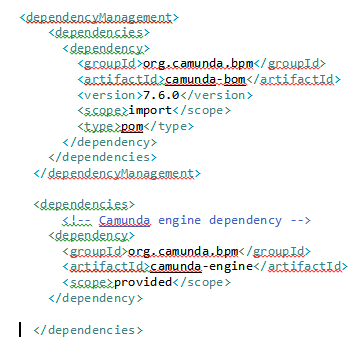 <dependencyManagement>
<dependencies>
<dependency>
<groupId>org.camunda.bpm</groupId>
<artifactId>camunda-bom</artifactId>
<version>7.6.0</version>
<scope>import</scope>
<type>pom</type>
</dependency>
</dependencies>
</dependencyManagement>
<dependencies>
<!-- Camunda engine dependency -->
<dependency>
<groupId>org.camunda.bpm</groupId>
<artifactId>camunda-engine</artifactId>
<scope>provided</scope>
</dependency>
</dependencies>